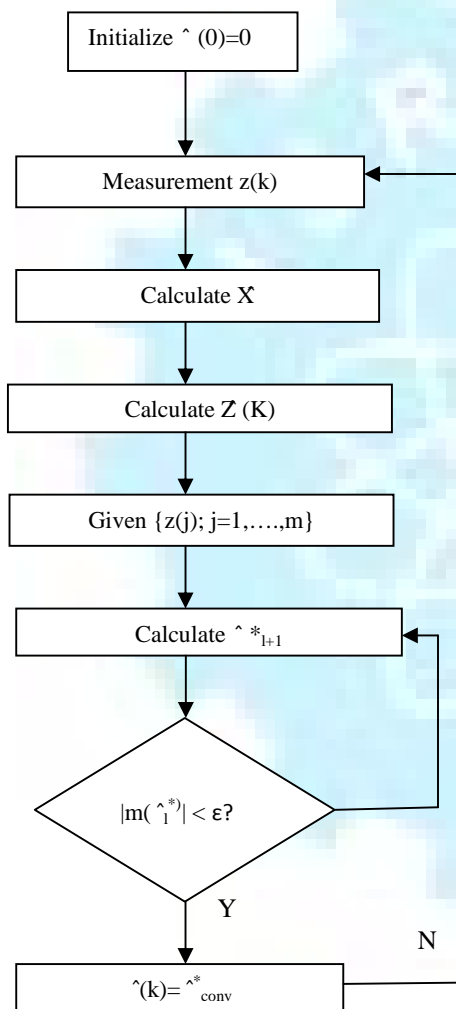 Initialize ˆ (0)=0
Measurement z(k)
Calculate X̂
Calculate Ẑ (K)
Given {z(j); j=1,….,m}
Calculate ˆ *l+1
|m( ˆl*)| < ε?
Y
N
ˆ(k)= ˆ*conv